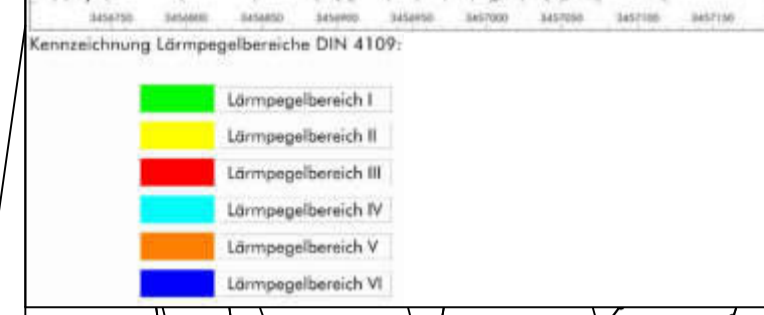 3456750 3456800 3456850 3456900 3456950 3457000 3457050 3457100 3457150
Kennzeichnung Lärmpegelbereiche DIN 4109:
Lärmpegelbereich I
Lärmpegelbereich II
Lärmpegelbereich III
Lärmpegelbereich IV
Lärmpegelbereich V
Lärmpegelbereich VI